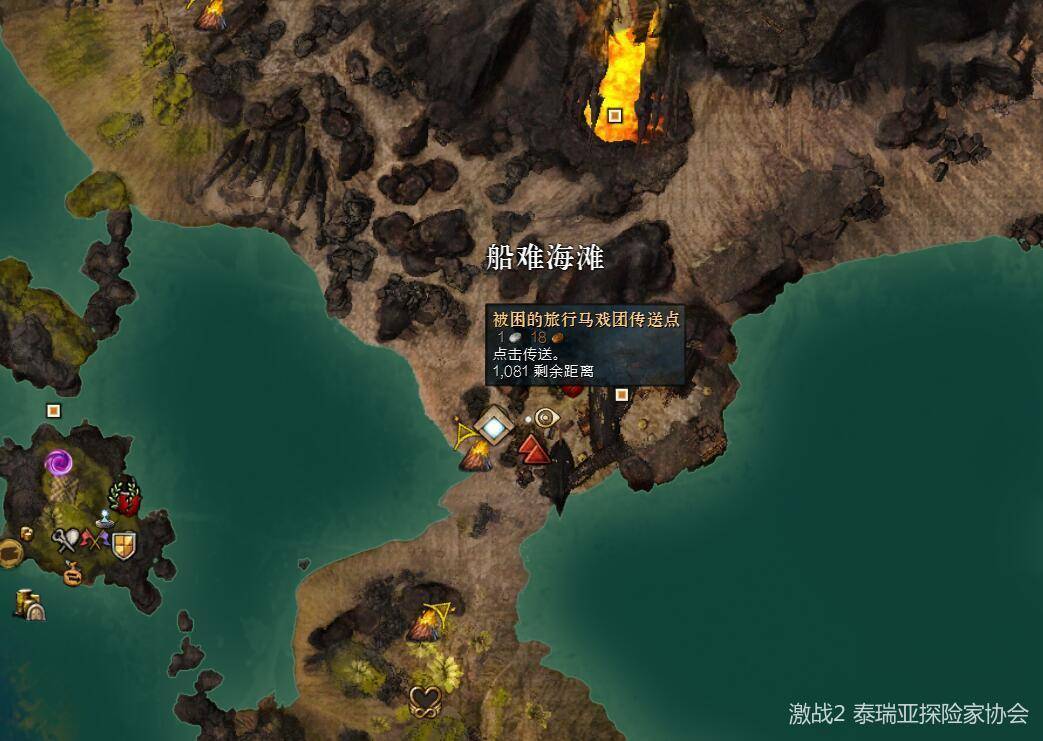 船难海滩
被困的旅行马戏团传送点
1 18
点击传送。
1,081 剩余距离
激战2 泰瑞亚探险家协会